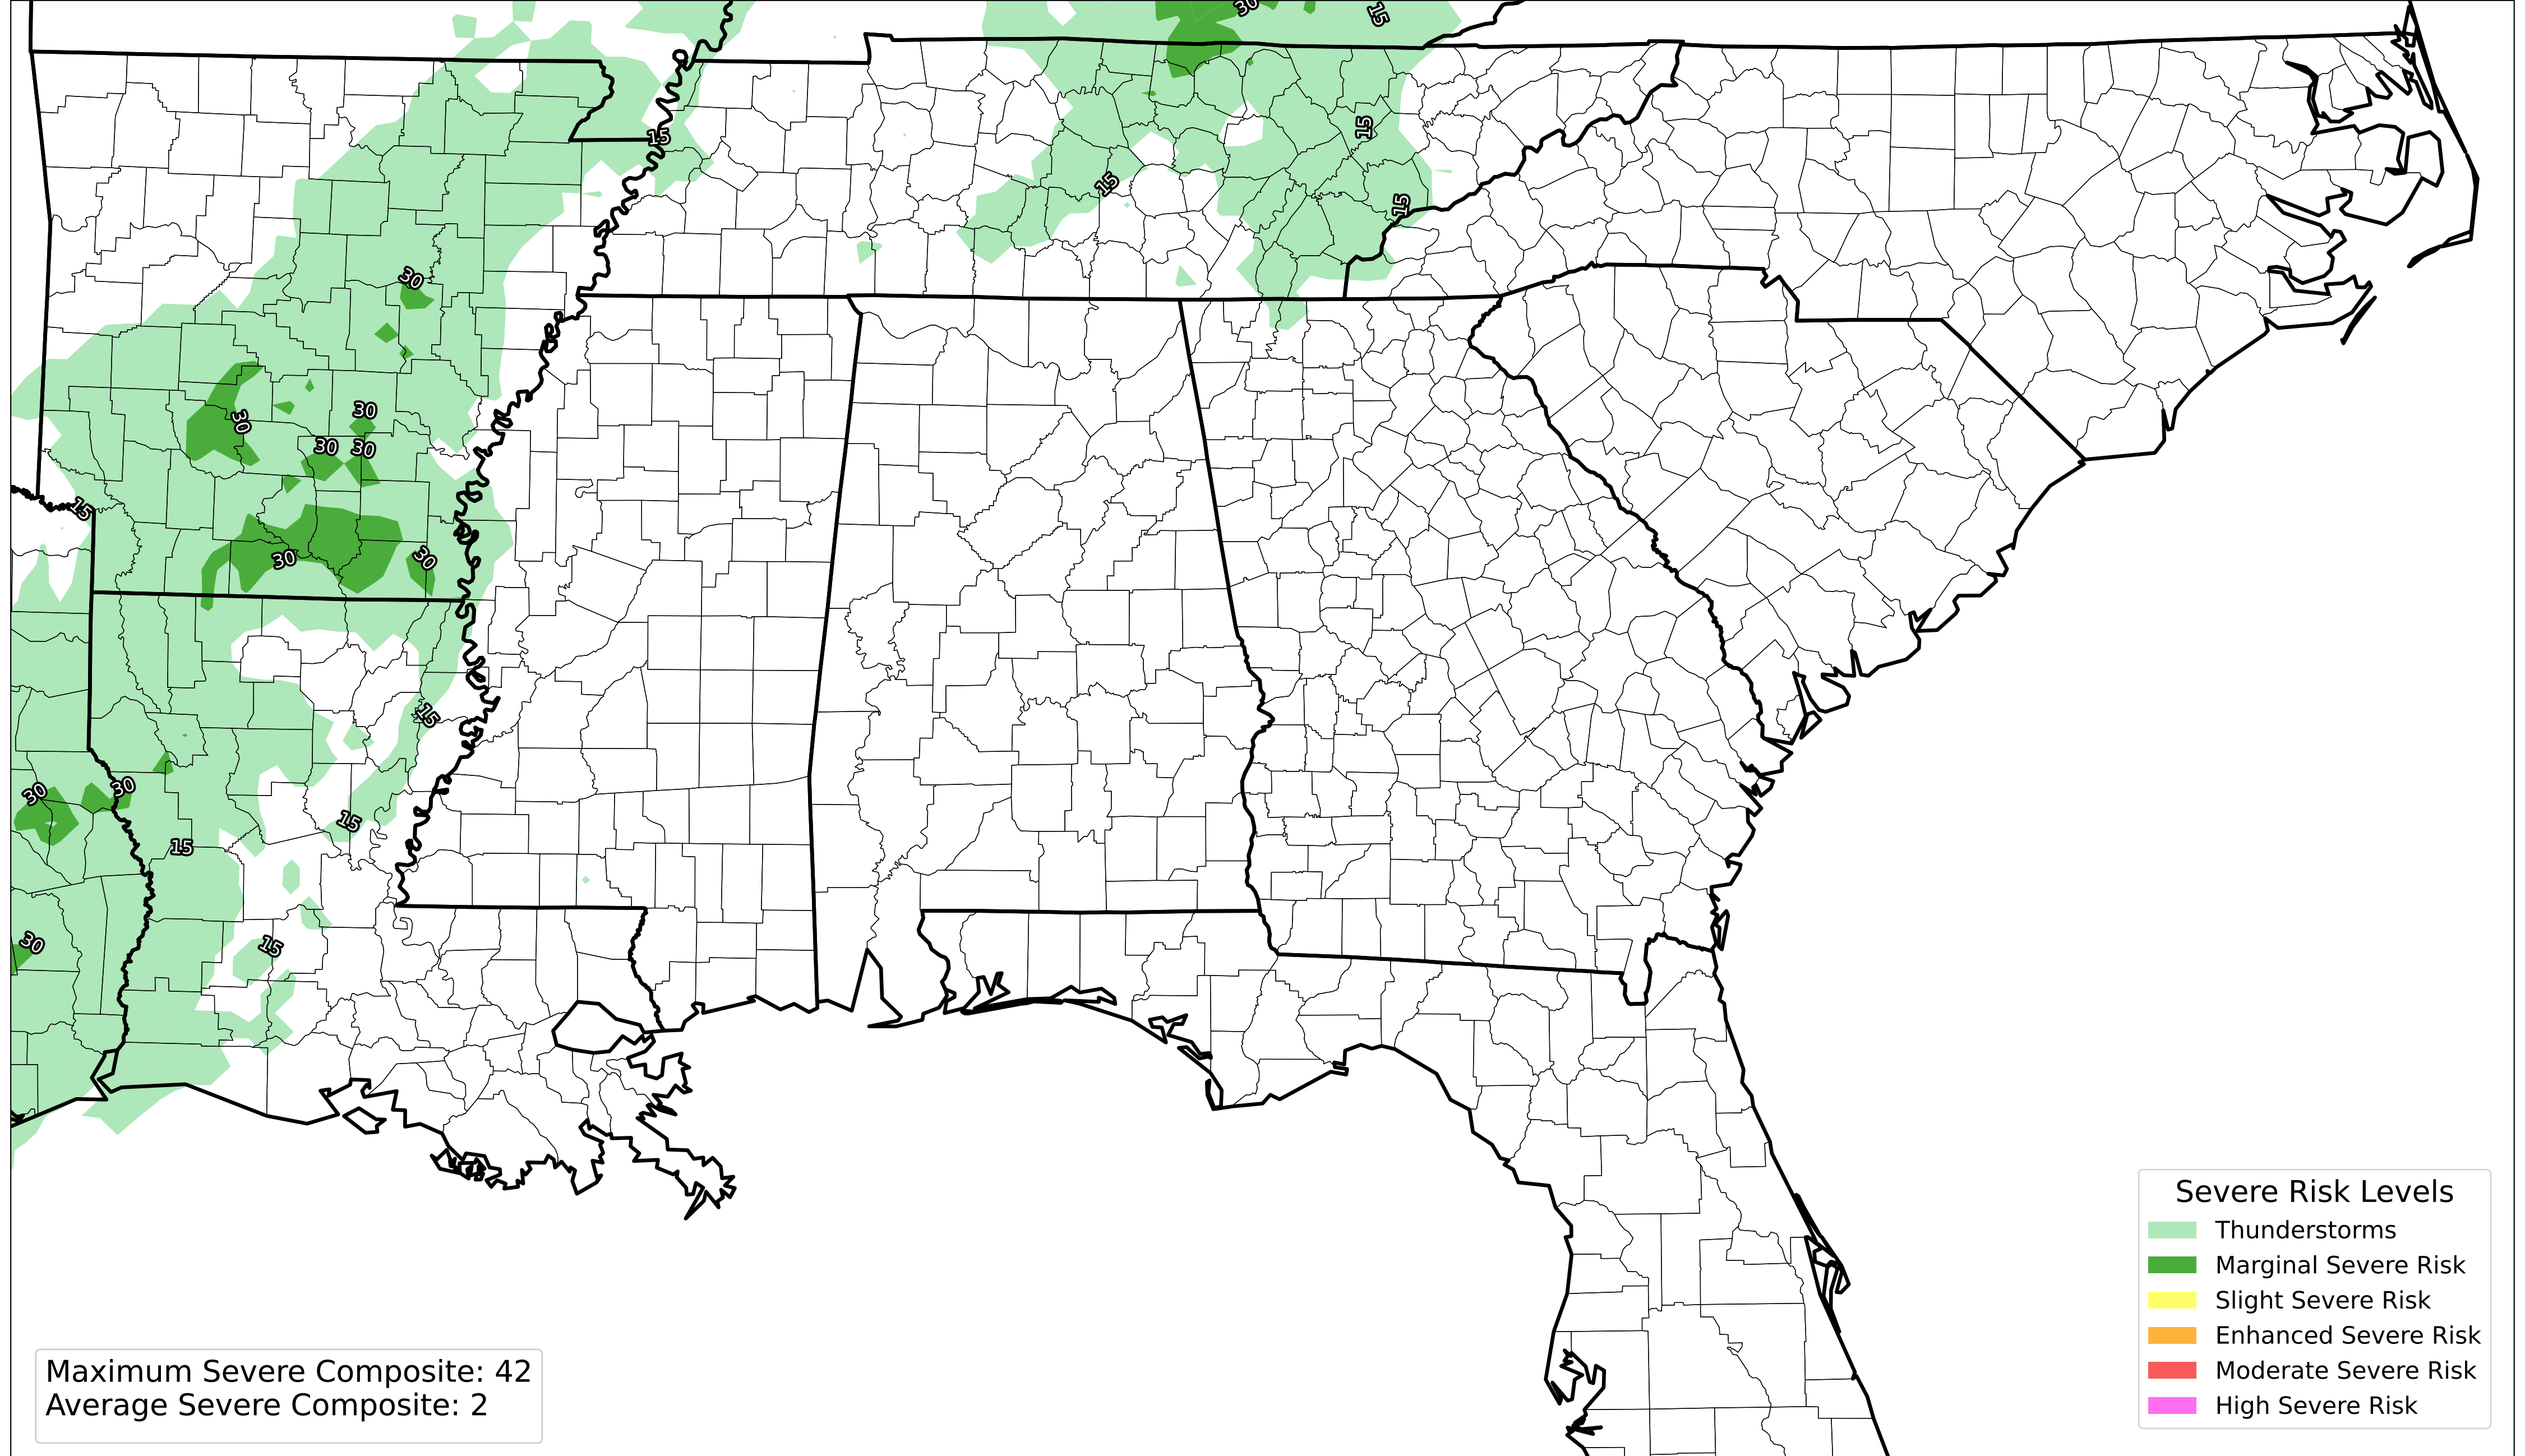 30
15
15
15
15
15
30
30
30
30
30
15
30
30
15
30
30
15
15
30
15
Severe Risk Levels
Thunderstorms
Marginal Severe Risk
Slight Severe Risk
Enhanced Severe Risk
Moderate Severe Risk
High Severe Risk
Maximum Severe Composite: 42
Average Severe Composite: 2